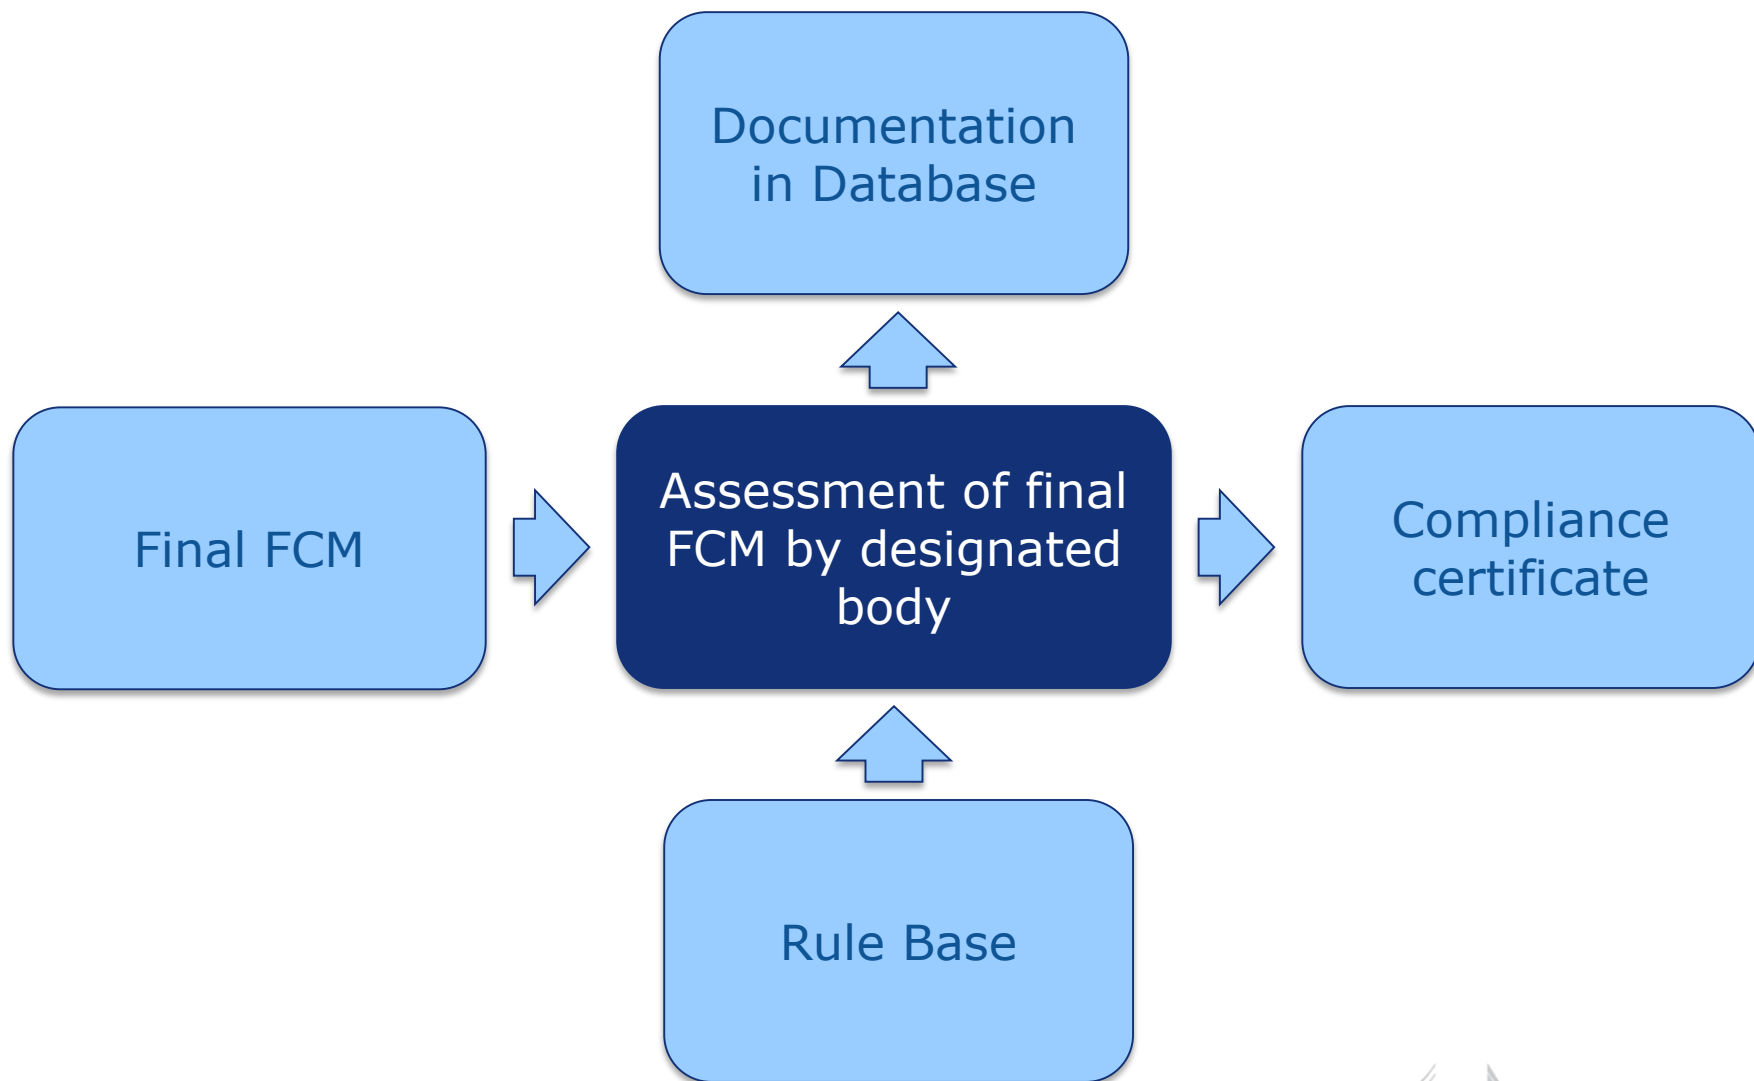 Documentation
in Database
Final FCM
Assessment of final
FCM by designated
body
Compliance
certificate
Rule Base